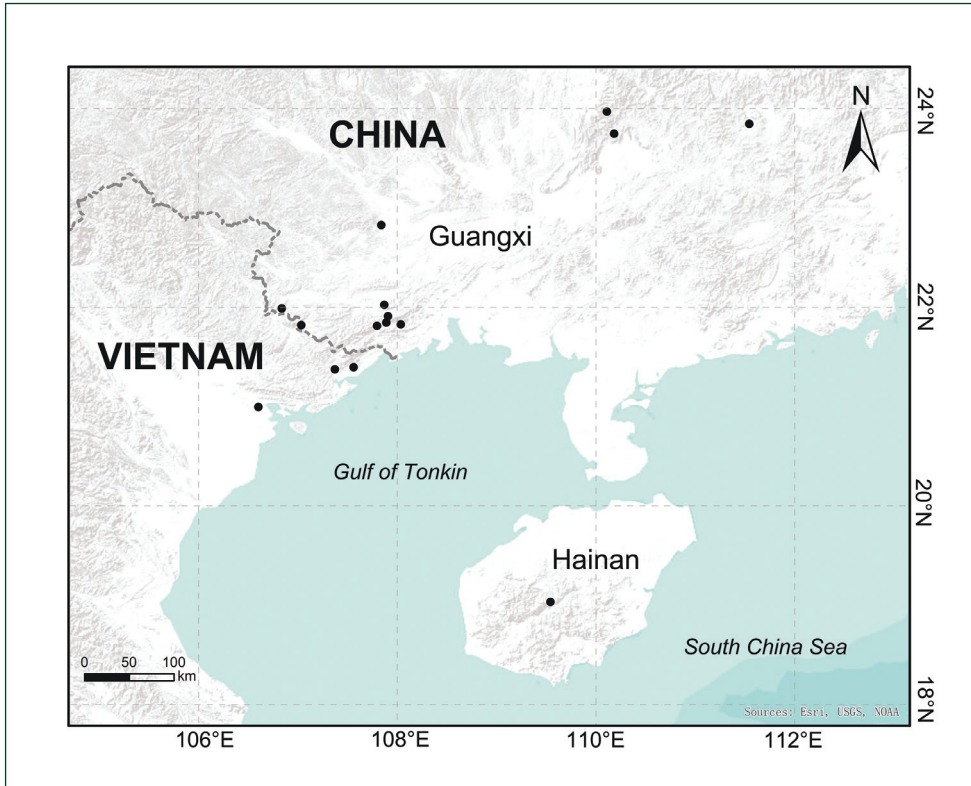 N
24°N
CHINA
Guangxi
22°N
VIETNAM
Gulf of Tonkin
20°N
Hainan
South China Sea
0 50 100
km
18°N
Sources: Esri, USGS, NOAA
106°E 108°E 110°E 112°E